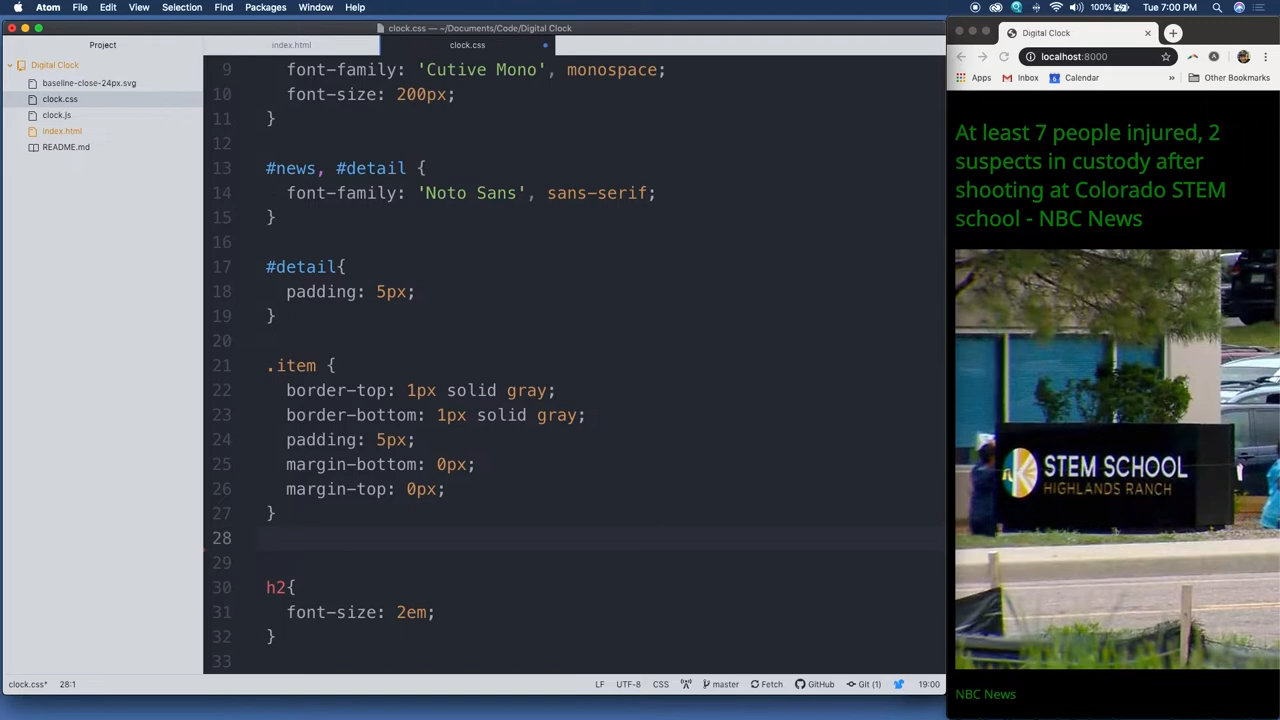 Atom File Edit View Selection Find Packages Window Help
100% Tue 7:00 PM
clock.css — ~/Documents/Code/Digital Clock
Project
index.html
clock.css
Digital Clock
baseline-close-24px.svg
clock.css
clock.js
index.html
README.md
9 font-family: 'Cutive Mono', monospace;
10 font-size: 200px;
11 }
12
13 #news, #detail {
14 font-family: 'Noto Sans', sans-serif;
15 }
16
17 #detail{
18 padding: 5px;
19 }
20
21 .item {
22 border-top: 1px solid gray;
23 border-bottom: 1px solid gray;
24 padding: 5px;
25 margin-bottom: 0px;
26 margin-top: 0px;
27 }
28
29
30 h2{
31 font-size: 2em;
32 }
33
clock.css* 28:1
LF UTF-8 CSS master Fetch GitHub Git (1) 19:00
Digital Clock
localhost:8000
Apps Inbox 6 Calendar » Other Bookmarks
At least 7 people injured, 2
suspects in custody after
shooting at Colorado STEM
school - NBC News
STEM SCHOOL
HIGHLANDS RANCH
NBC News